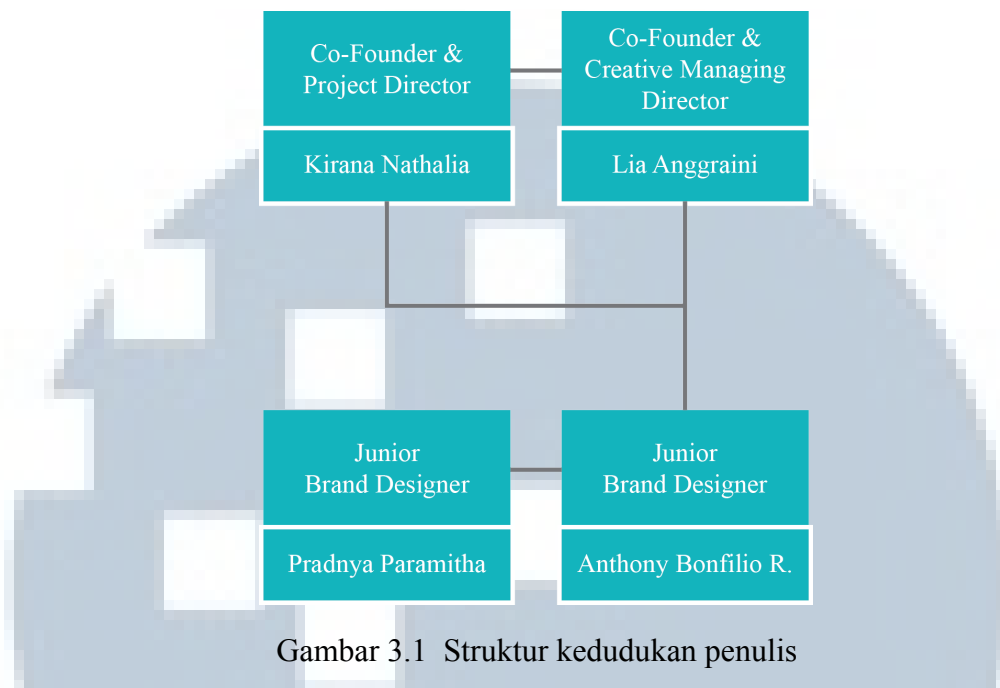 Co-Founder &
Project Director
Kirana Nathalia
Co-Founder &
Creative Managing
Director
Lia Anggraini
Junior
Brand Designer
Pradnya Paramitha
Junior
Brand Designer
Anthony Bonfilio R.
Gambar 3.1 Struktur kedudukan penulis